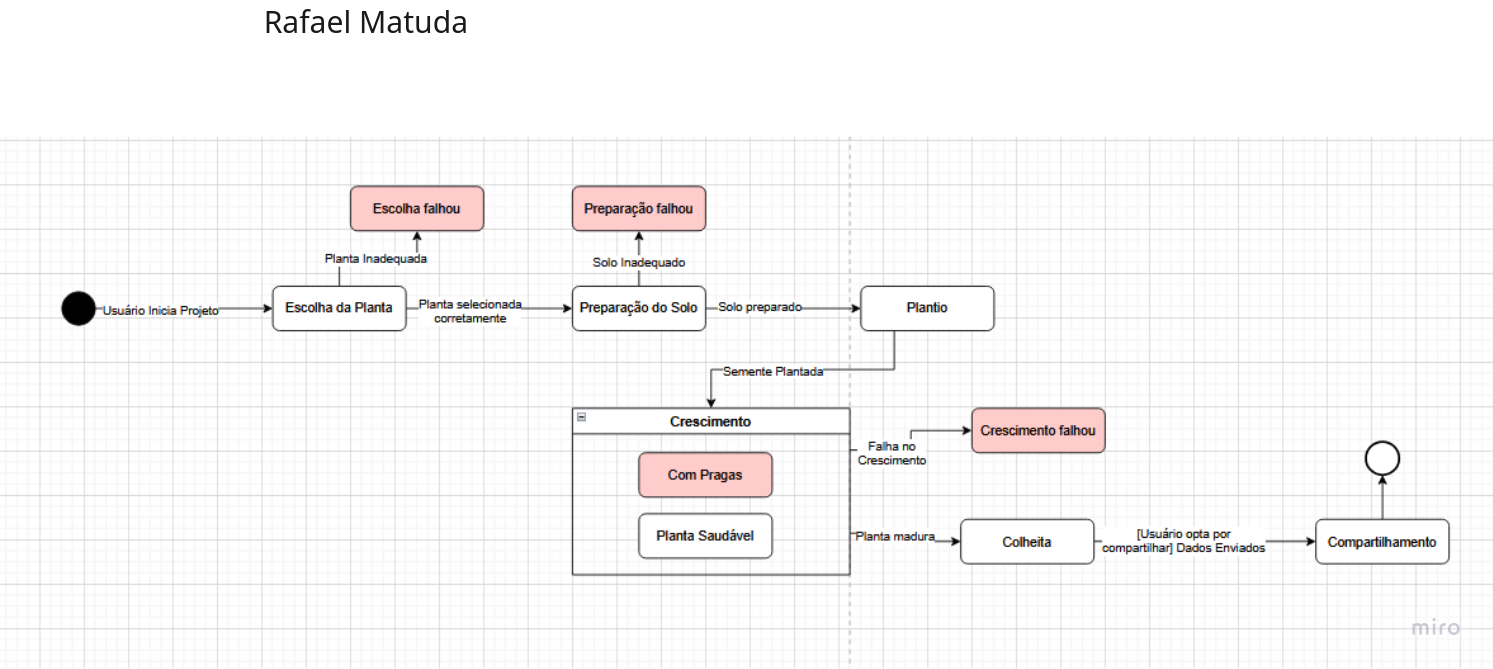 Rafael Matuda
Escolha falhou
Preparação falhou
Planta Inadequada
Solo Inadequado
Usuário Inicia Projeto
Escolha da Planta
Planta selecionada
corretamente
Preparação do Solo
Solo preparado
Plantio
Semente Plantada
Crescimento
Com Pragas
Planta Saudável
Falha no
Crescimento
Crescimento falhou
Planta madura
Colheita
[Usuário opta por
compartilhar] Dados Enviados
Compartilhamento
miro